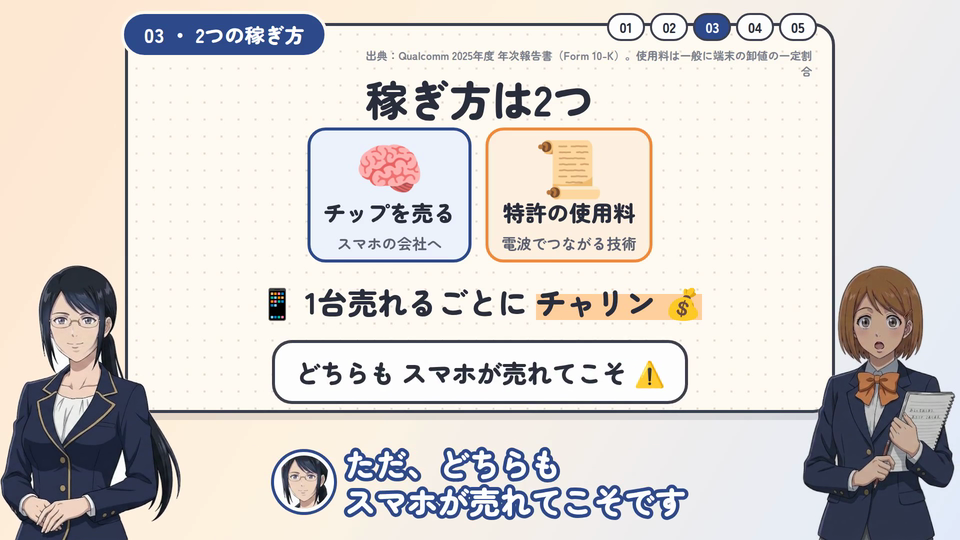 03 ・ 2つの稼ぎ方
01 02 03 04 05
出典：Qualcomm 2025年度 年次報告書（Form 10-K）。使用料は一般に端末の卸値の一定割
合
稼ぎ方は2つ
チップを売る
スマホの会社へ
特許の使用料
電波でつながる技術
1台売れるごとに チャリン
どちらも スマホが売れてこそ
ただ、どちらも
スマホが売れてこそです